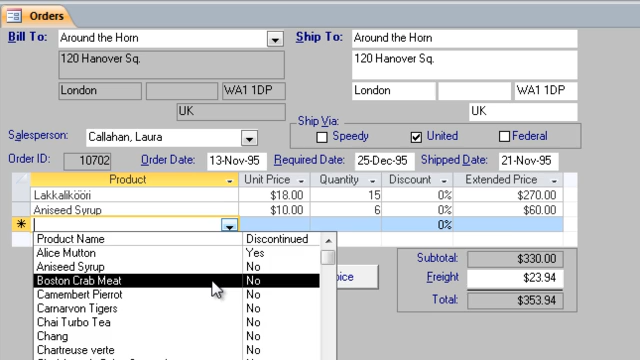 Orders
Bill To: Around the Horn Ship To: Around the Horn
120 Hanover Sq. 120 Hanover Sq.
London WA1 1DP London WA1 1DP
UK UK
Ship Via:
Salesperson: Callahan, Laura Speedy United Federal
Order ID: 10702 Order Date: 13-Nov-95 Required Date: 25-Dec-95 Shipped Date: 21-Nov-95
Product Unit Price Quantity Discount Extended Price
Lakkalikööri $18.00 15 0% $270.00
Aniseed Syrup $10.00 6 0% $60.00
0%
Product Name Discontinued
Alice Mutton Yes
Aniseed Syrup No
Boston Crab Meat No
Camembert Pierrot No
Carnarvon Tigers No
Chai Turbo Tea No
Chang No
Chartreuse verte No
Subtotal: $330.00
Freight: $23.94
Total: $353.94